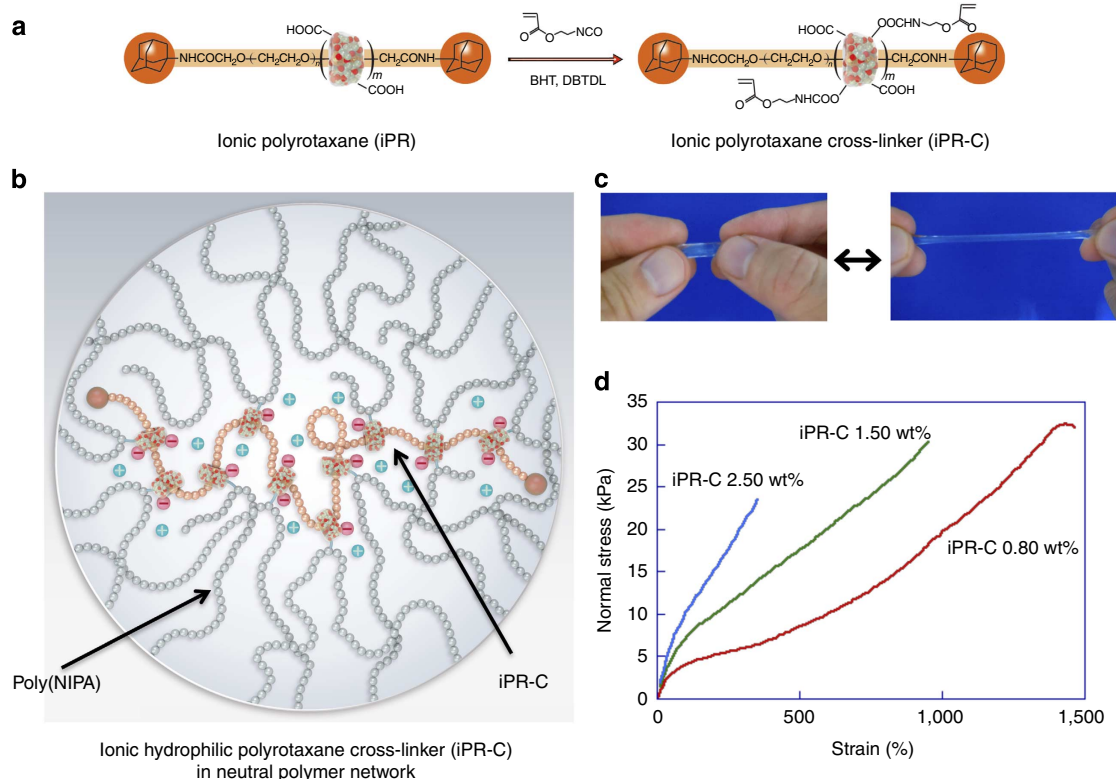 a
HOOC
NHCOCH₂O(CH₂CH₂O)ₙ
(
)m
CH₂CONH
COOH
O
O
NCO
BHT, DBTDL
HOOC
OOCHN
O
O
NHCOCH₂O(CH₂CH₂O)ₙ
(
)m
CH₂CONH
O
O
NHCOO
COOH
Ionic polyrotaxane (iPR)
Ionic polyrotaxane cross-linker (iPR-C)
b
Poly(NIPA)
iPR-C
Ionic hydrophilic polyrotaxane cross-linker (iPR-C)
in neutral polymer network
c
d
Normal stress (kPa)
35
30
25
20
15
10
5
0
iPR-C 1.50 wt%
iPR-C 2.50 wt%
iPR-C 0.80 wt%
0
500
1,000
1,500
Strain (%)